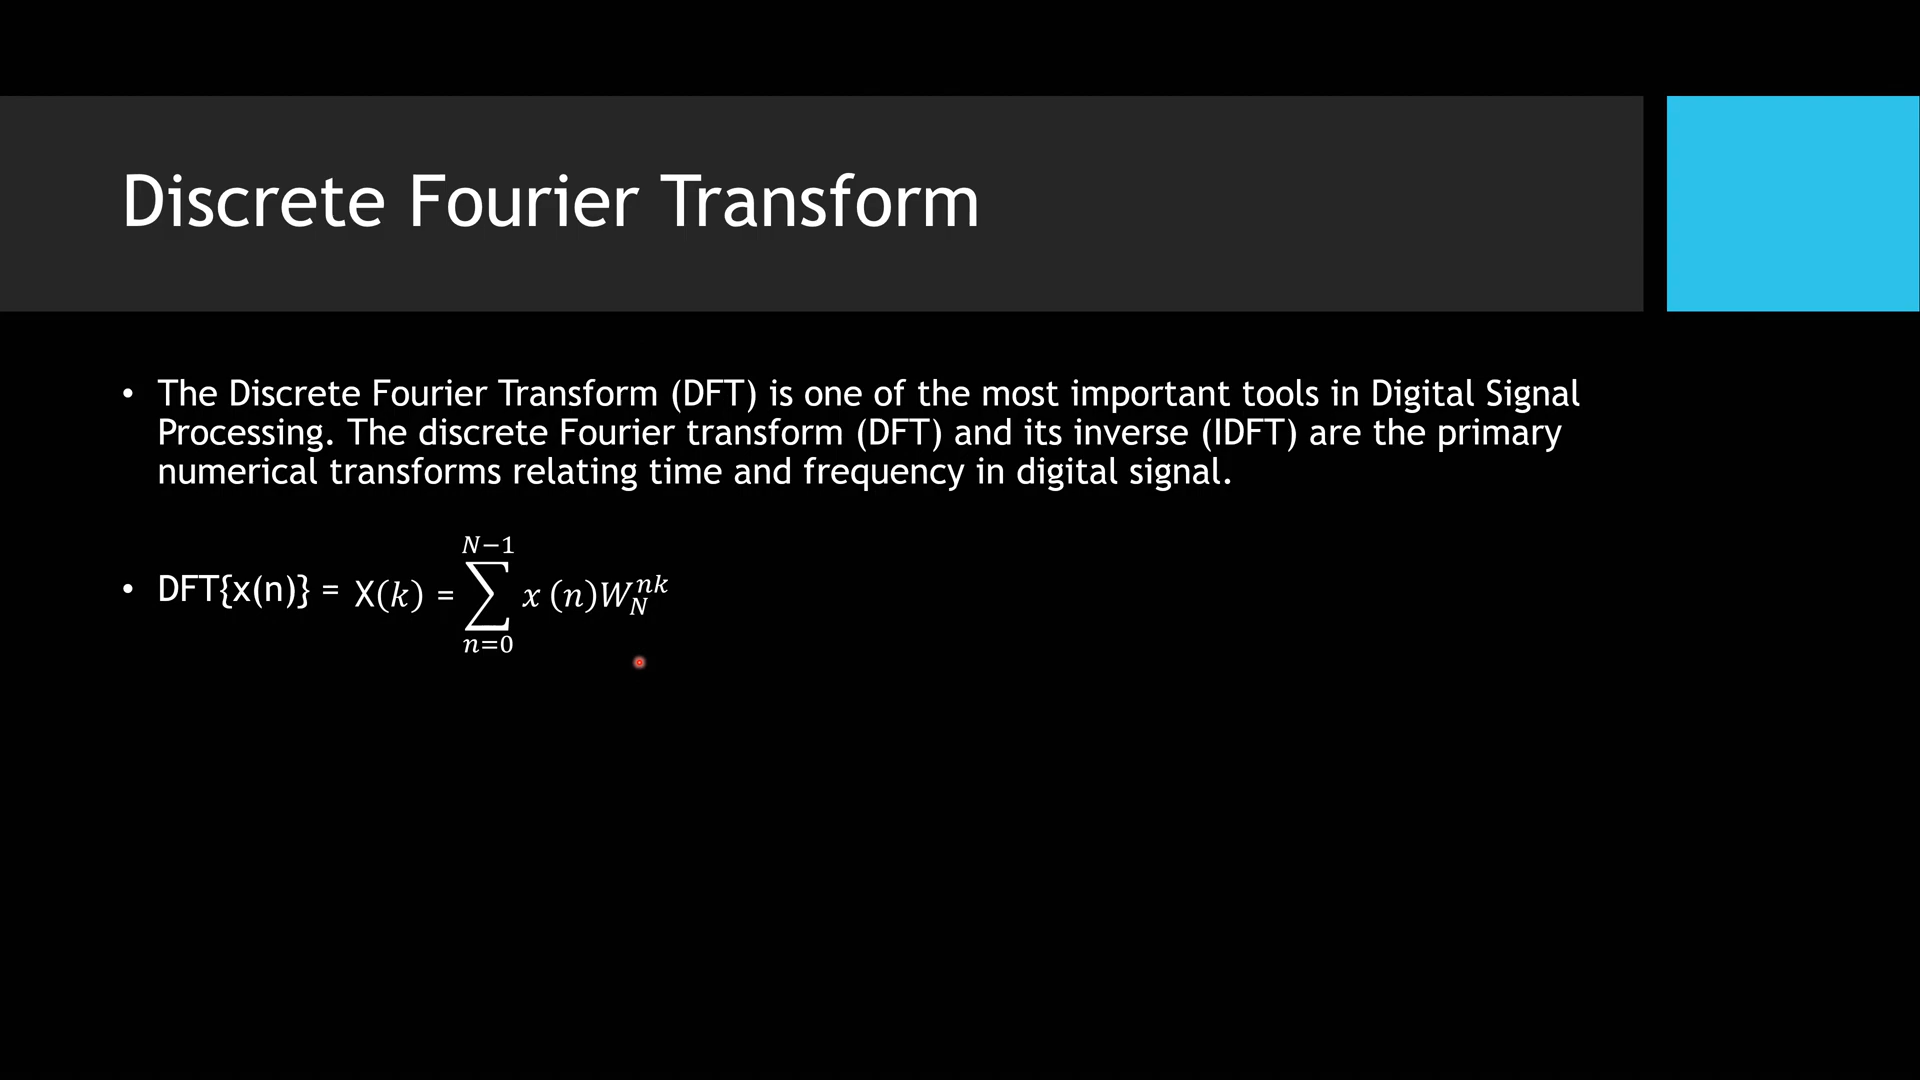 Discrete Fourier Transform
• The Discrete Fourier Transform (DFT) is one of the most important tools in Digital Signal
Processing. The discrete Fourier transform (DFT) and its inverse (IDFT) are the primary
numerical transforms relating time and frequency in digital signal.
• DFT{x(n)} = X(k) = \sum_{n=0}^{N-1} x (n)W_N^{nk}